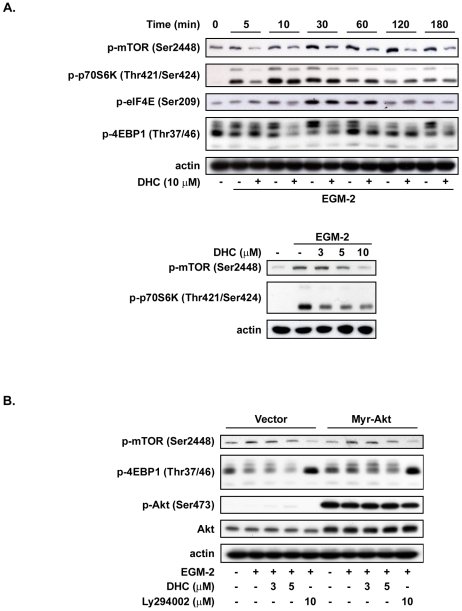 A.
Time (min) 0 5 10 30 60 120 180
p-mTOR (Ser2448)
p-p70S6K (Thr421/Ser424)
p-eIF4E (Ser209)
p-4EBP1 (Thr37/46)
actin
DHC (10 μM) - - + - + - + - + - + - +
EGM-2
EGM-2
DHC (μM) - - 3 5 10
p-mTOR (Ser2448)
p-p70S6K (Thr421/Ser424)
actin
B.
Vector Myr-Akt
p-mTOR (Ser2448)
p-4EBP1 (Thr37/46)
p-Akt (Ser473)
Akt
actin
EGM-2 - + + + + - + + + +
DHC (μM) - - 3 5 - - - 3 5 -
Ly294002 (μM) - - - - 10 - - - - 10